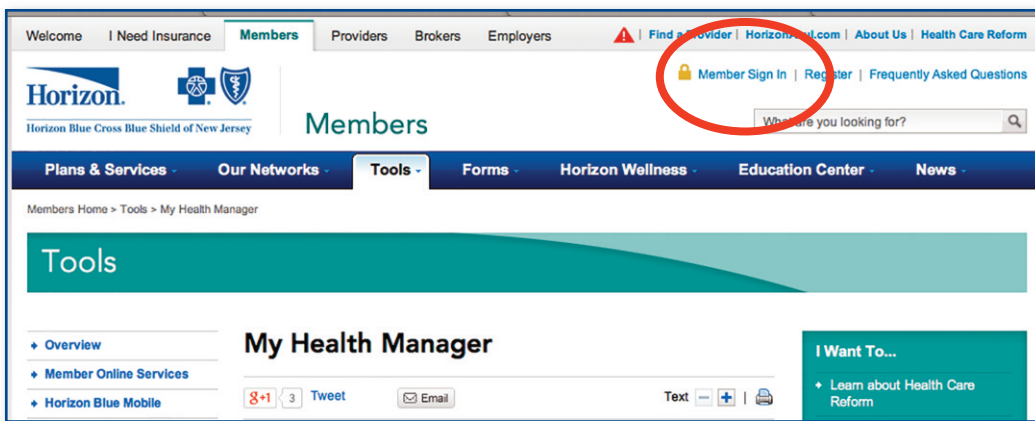 Welcome I Need Insurance Members Providers Brokers Employers | Find a Provider | HorizonBlue.com | About Us | Health Care Reform
Member Sign In | Register | Frequently Asked Questions
Horizon.
Horizon Blue Cross Blue Shield of New Jersey
Members
What are you looking for?
Plans & Services Our Networks Tools Forms Horizon Wellness Education Center News
Members Home > Tools > My Health Manager
Tools
Overview
Member Online Services
Horizon Blue Mobile
My Health Manager
g+1 3 Tweet Email Text - + |
I Want To...
Learn about Health Care
Reform